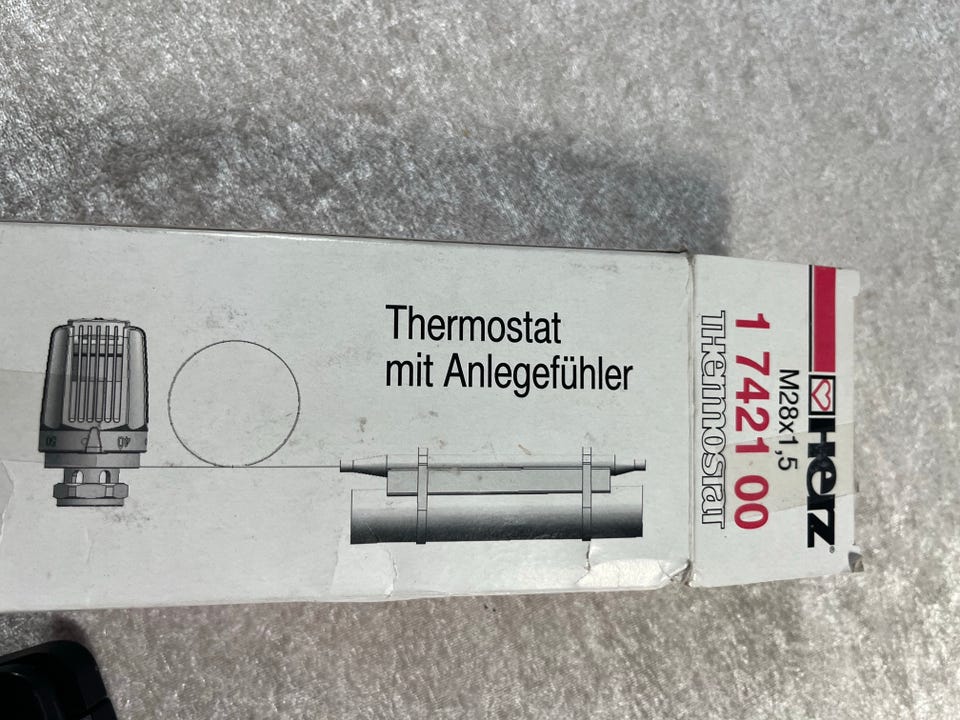 Thermostat
mit Anlegefühler
50 40
Herz®
M28x1,5
1 7421 00
THERMOSTAT